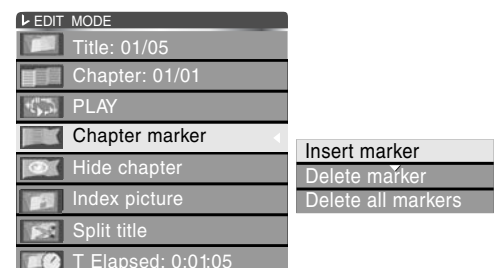 EDIT MODE
Title: 01/05
Chapter: 01/01
PLAY
Chapter marker
Hide chapter
Index picture
Split title
T Elapsed: 0:01:05
Insert marker
Delete marker
Delete all markers